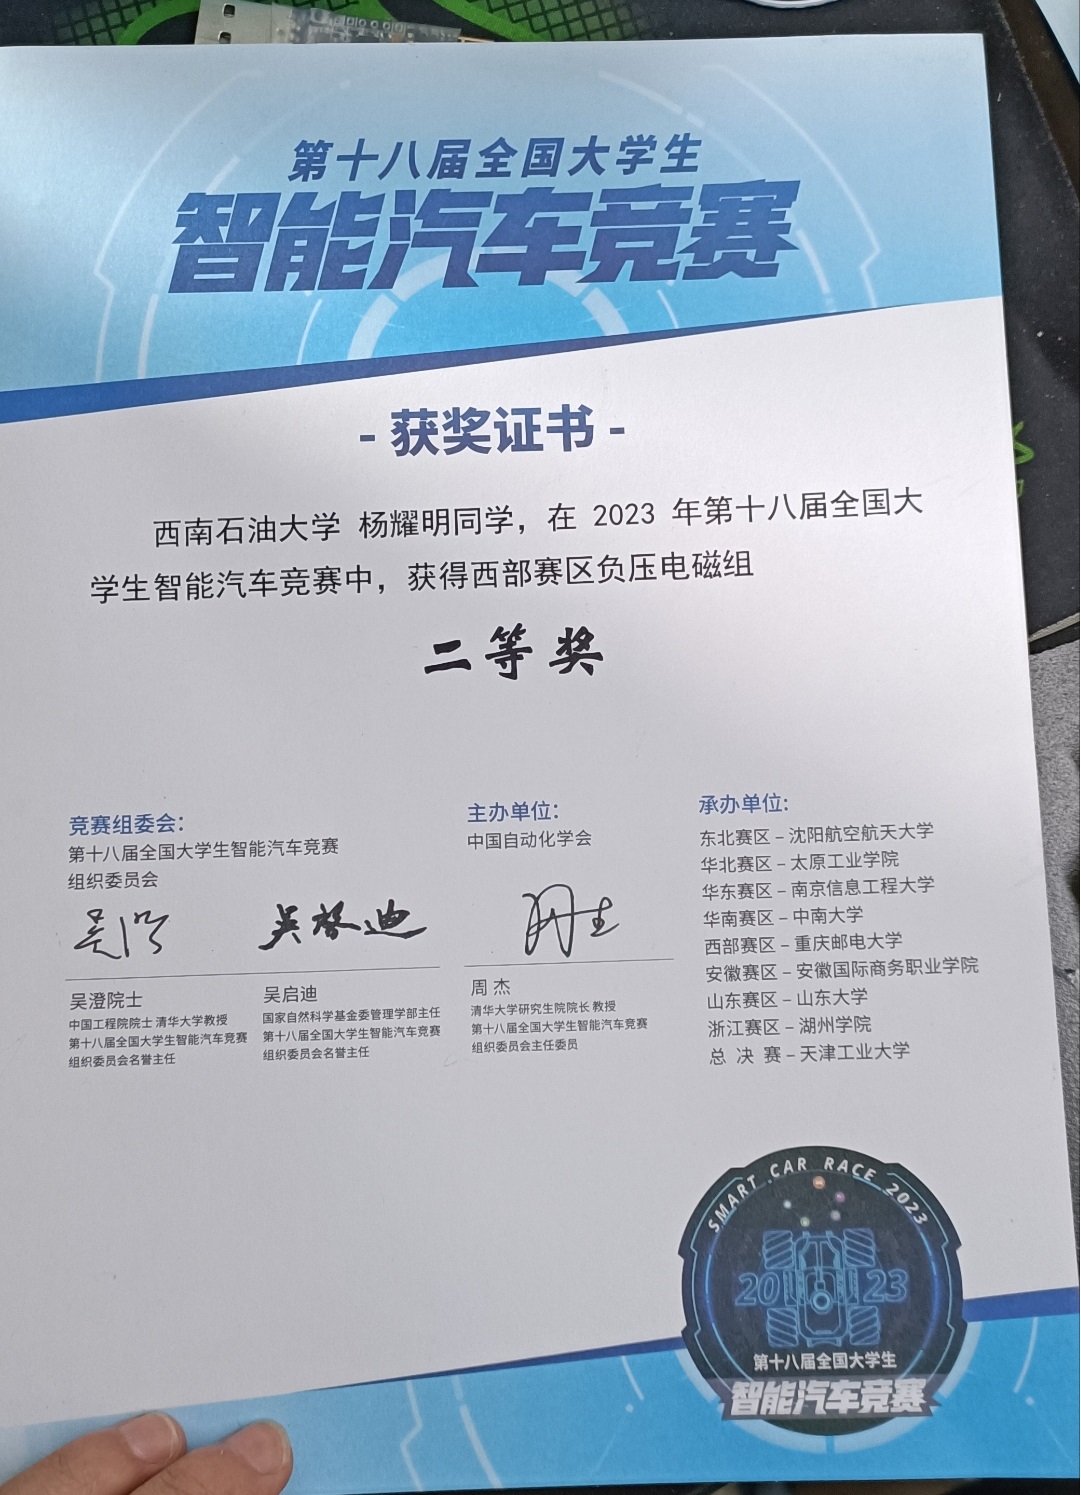 第十八届全国大学生
智能汽车竞赛
- 获奖证书 -
西南石油大学 杨耀明同学，在 2023 年第十八届全国大
学生智能汽车竞赛中，获得西部赛区负压电磁组
二等奖
竞赛组委会：
第十八届全国大学生智能汽车竞赛
组织委员会
吴启迪
吴澄院士
中国工程院院士 清华大学教授
第十八届全国大学生智能汽车竞赛
组织委员会名誉主任
吴启迪
国家自然科学基金委管理学部主任
第十八届全国大学生智能汽车竞赛
组织委员会名誉主任
主办单位：
中国自动化学会
周 杰
清华大学研究生院院长 教授
第十八届全国大学生智能汽车竞赛
组织委员会主任委员
承办单位:
东北赛区 – 沈阳航空航天大学
华北赛区 – 太原工业学院
华东赛区 – 南京信息工程大学
华南赛区 – 中南大学
西部赛区 – 重庆邮电大学
安徽赛区 – 安徽国际商务职业学院
山东赛区 – 山东大学
浙江赛区 – 湖州学院
总 决 赛 – 天津工业大学
SMART CAR RACE 2023
2023
第十八届全国大学生
智能汽车竞赛